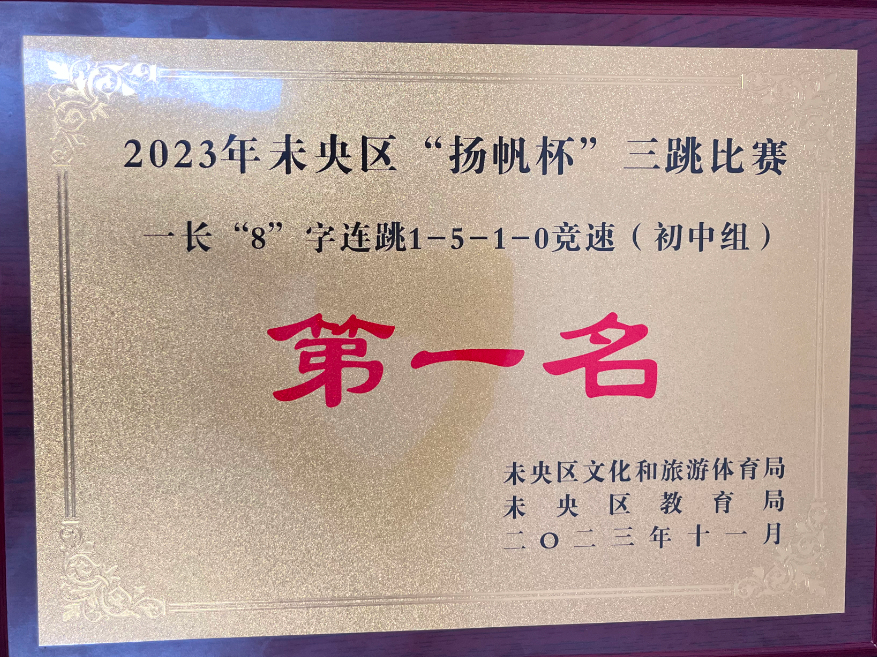 2023年未央区“扬帆杯”三跳比赛
一长“8”字连跳1-5-1-0竞速（初中组）
第一名
未央区文化和旅游体育局
未央区教育局
二〇二三年十一月